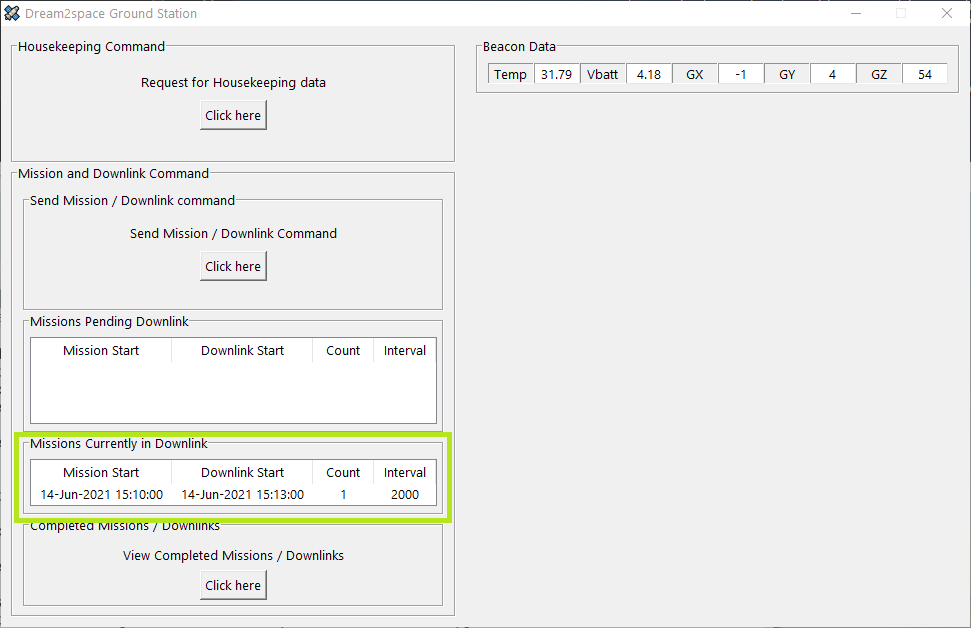 Dream2space Ground Station
Housekeeping Command
Request for Housekeeping data
Click here
Mission and Downlink Command
Send Mission / Downlink command
Send Mission / Downlink Command
Click here
Missions Pending Downlink
Mission Start Downlink Start Count Interval
Missions Currently in Downlink
Mission Start Downlink Start Count Interval
14-Jun-2021 15:10:00 14-Jun-2021 15:13:00 1 2000
Completed Missions / Downlinks
View Completed Missions / Downlinks
Click here
Beacon Data
Temp 31.79 Vbatt 4.18 GX -1 GY 4 GZ 54